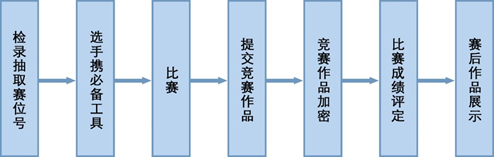 检录抽取赛位号
选手携必备工具
比赛
提交竞赛作品
竞赛作品加密
比赛成绩评定
赛后作品展示